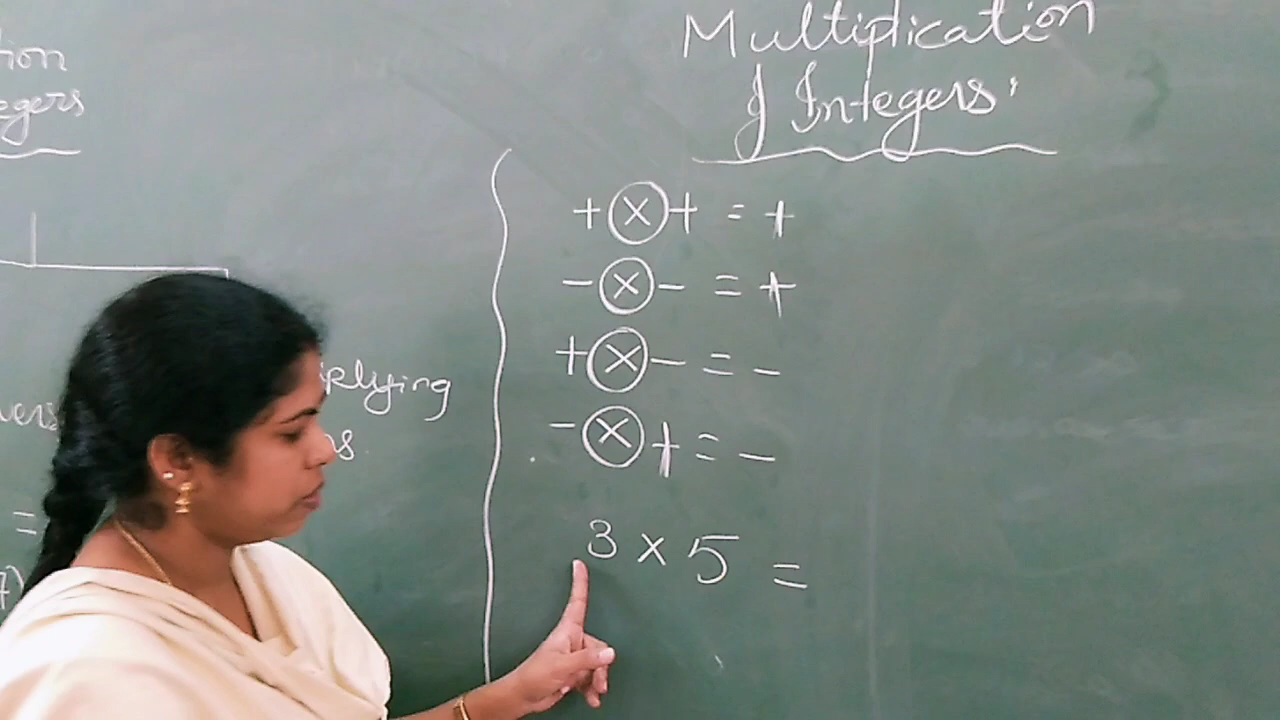 Multiplication
of Integers
+ × + = +
- × - = +
+ × - = -
- × + = -
3 × 5 =